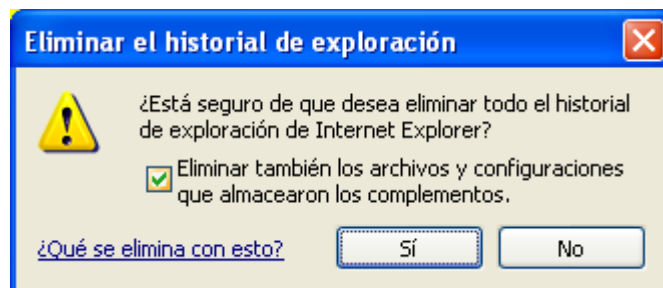 Eliminar el historial de exploración
¿Está seguro de que desea eliminar todo el historial
de exploración de Internet Explorer?
Eliminar también los archivos y configuraciones
que almacearon los complementos.
¿Qué se elimina con esto?
Sí
No